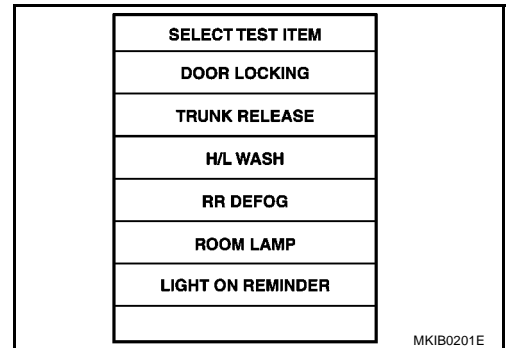 SELECT TEST ITEM
DOOR LOCKING
TRUNK RELEASE
H/L WASH
RR DEFOG
ROOM LAMP
LIGHT ON REMINDER
MKIB0201E